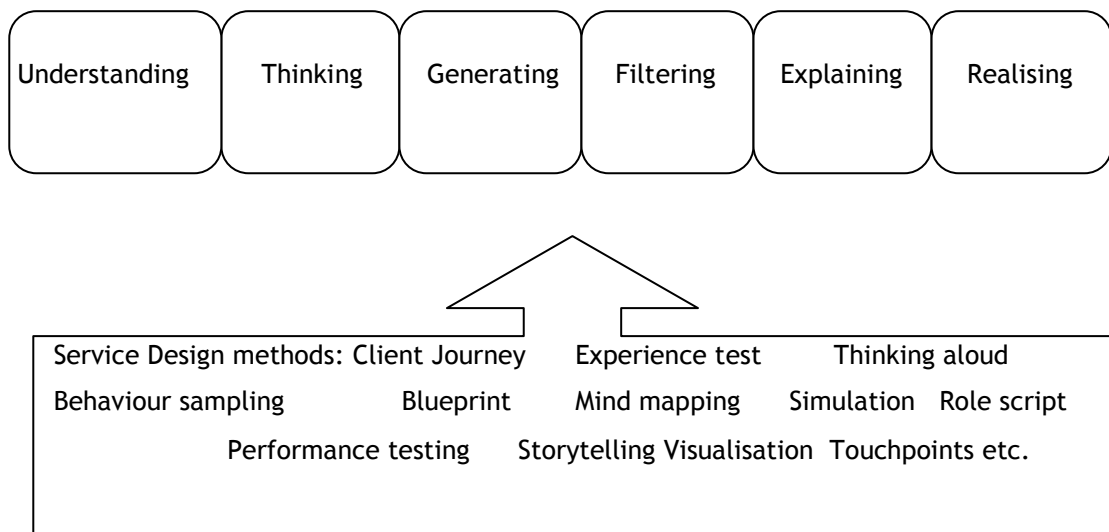 Understanding Thinking Generating Filtering Explaining Realising
Service Design methods: Client Journey Experience test Thinking aloud
Behaviour sampling Blueprint Mind mapping Simulation Role script
Performance testing Storytelling Visualisation Touchpoints etc.